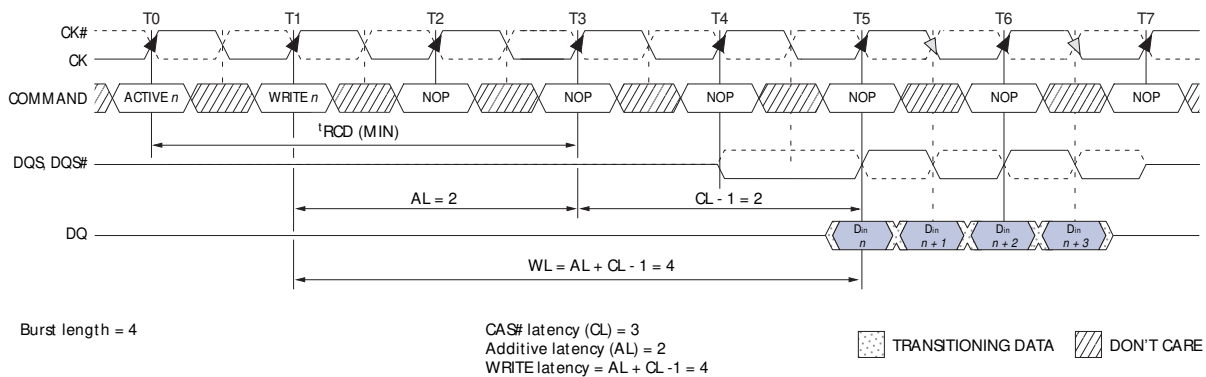 T0 T1 T2 T3 T4 T5 T6 T7
CK#
CK
COMMAND ACTIVE n WRITE n NOP NOP NOP NOP NOP NOP
tRCD (MIN)
DQS, DQS#
AL = 2 CL - 1 = 2
DQ Din n Din n + 1 Din n + 2 Din n + 3
WL = AL + CL - 1 = 4
Burst length = 4
CAS# latency (CL) = 3
Additive latency (AL) = 2
WRITE latency = AL + CL -1 = 4
TRANSITIONING DATA DON'T CARE